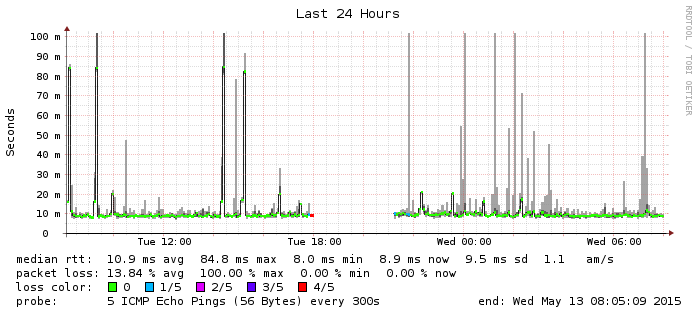 Last 24 Hours
RRDTOOL / TOBI OETIKER
Seconds
100 m
90 m
80 m
70 m
60 m
50 m
40 m
30 m
20 m
10 m
0
Tue 12:00 Tue 18:00 Wed 00:00 Wed 06:00
median rtt: 10.9 ms avg 84.8 ms max 8.0 ms min 8.9 ms now 9.5 ms sd 1.1 am/s
packet loss: 13.84 % avg 100.00 % max 0.00 % min 0.00 % now
loss color: 0 1/5 2/5 3/5 4/5
probe: 5 ICMP Echo Pings (56 Bytes) every 300s end: Wed May 13 08:05:09 2015